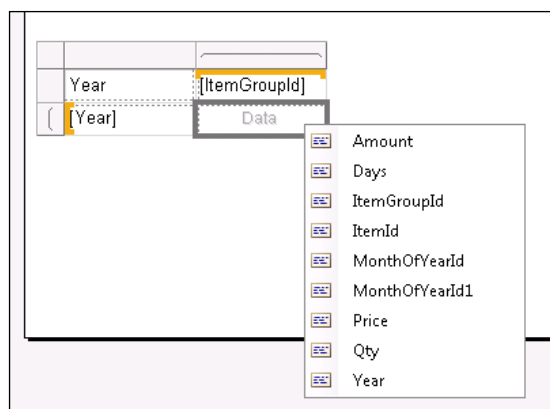 Year [ItemGroupId]
[Year] Data
Amount
Days
ItemGroupId
ItemId
MonthOfYearId
MonthOfYearId1
Price
Qty
Year